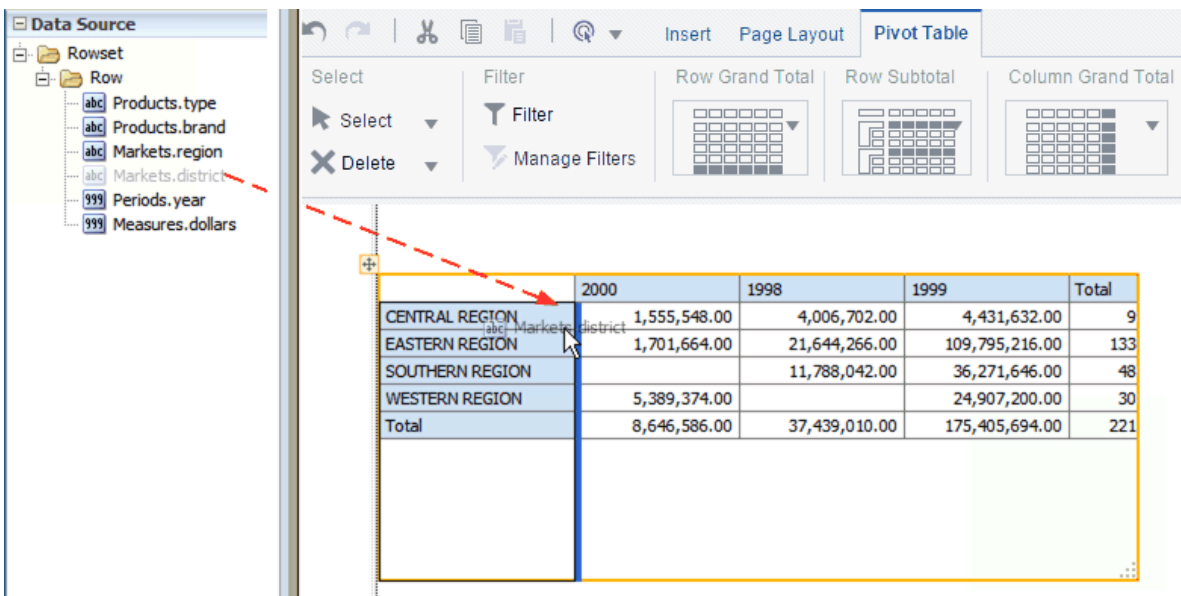 Data Source
Rowset
Row
abc Products.type
abc Products.brand
abc Markets.region
abc Markets.district
999 Periods.year
999 Measures.dollars
Insert Page Layout Pivot Table
Select Filter Row Grand Total Row Subtotal Column Grand Total
Select Filter
Delete Manage Filters
2000 1998 1999 Total
CENTRAL REGION 1,555,548.00 4,006,702.00 4,431,632.00 9
abc Markets.district
EASTERN REGION 1,701,664.00 21,644,266.00 109,795,216.00 133
SOUTHERN REGION 11,788,042.00 36,271,646.00 48
WESTERN REGION 5,389,374.00 24,907,200.00 30
Total 8,646,586.00 37,439,010.00 175,405,694.00 221